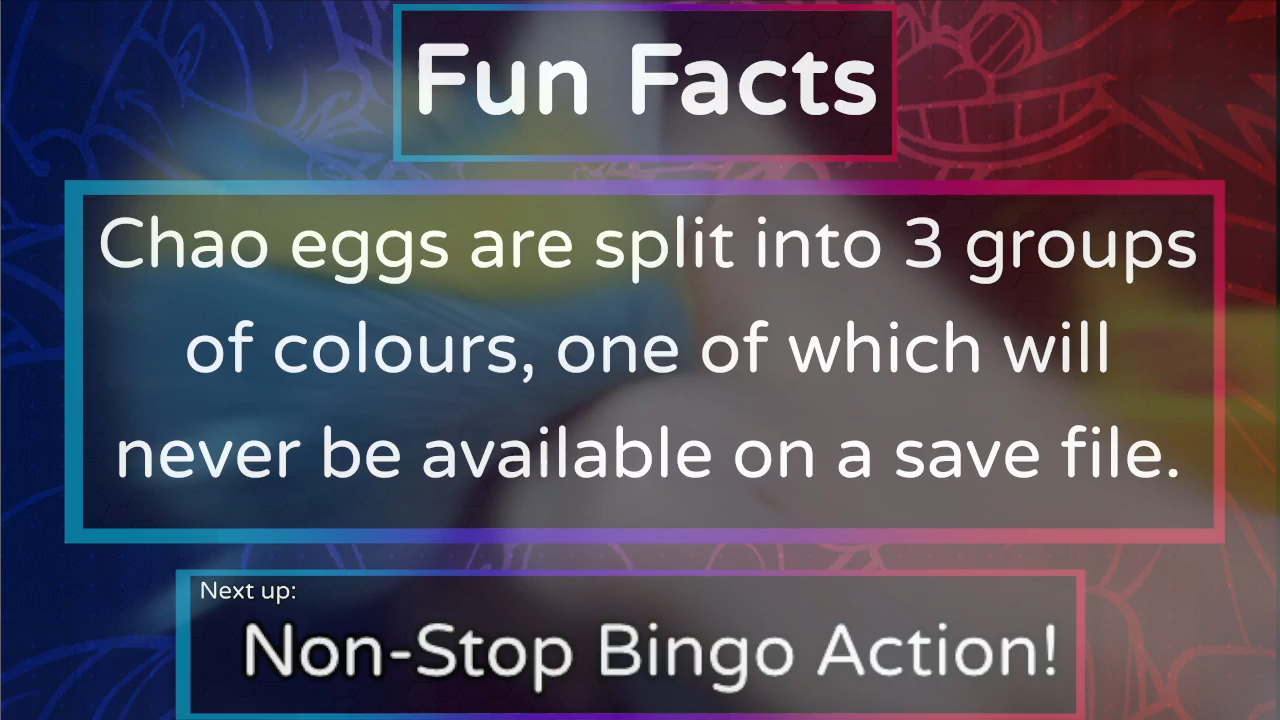 Fun Facts
Chao eggs are split into 3 groups
of colours, one of which will
never be available on a save file.
Next up:
Non-Stop Bingo Action!